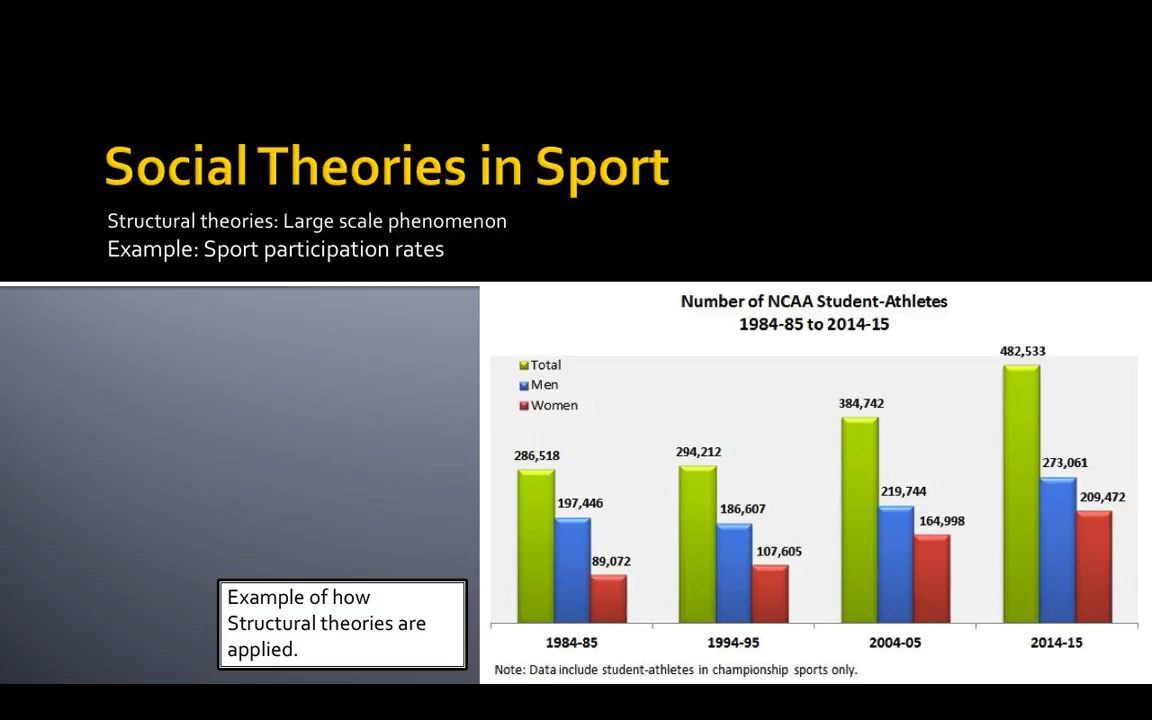 Social Theories in Sport
Structural theories: Large scale phenomenon
Example: Sport participation rates
Example of how
Structural theories are
applied.
Number of NCAA Student-Athletes
1984-85 to 2014-15
Total
Men
Women
286,518
197,446
89,072
294,212
186,607
107,605
384,742
219,744
164,998
482,533
273,061
209,472
1984-85
1994-95
2004-05
2014-15
Note: Data include student-athletes in championship sports only.